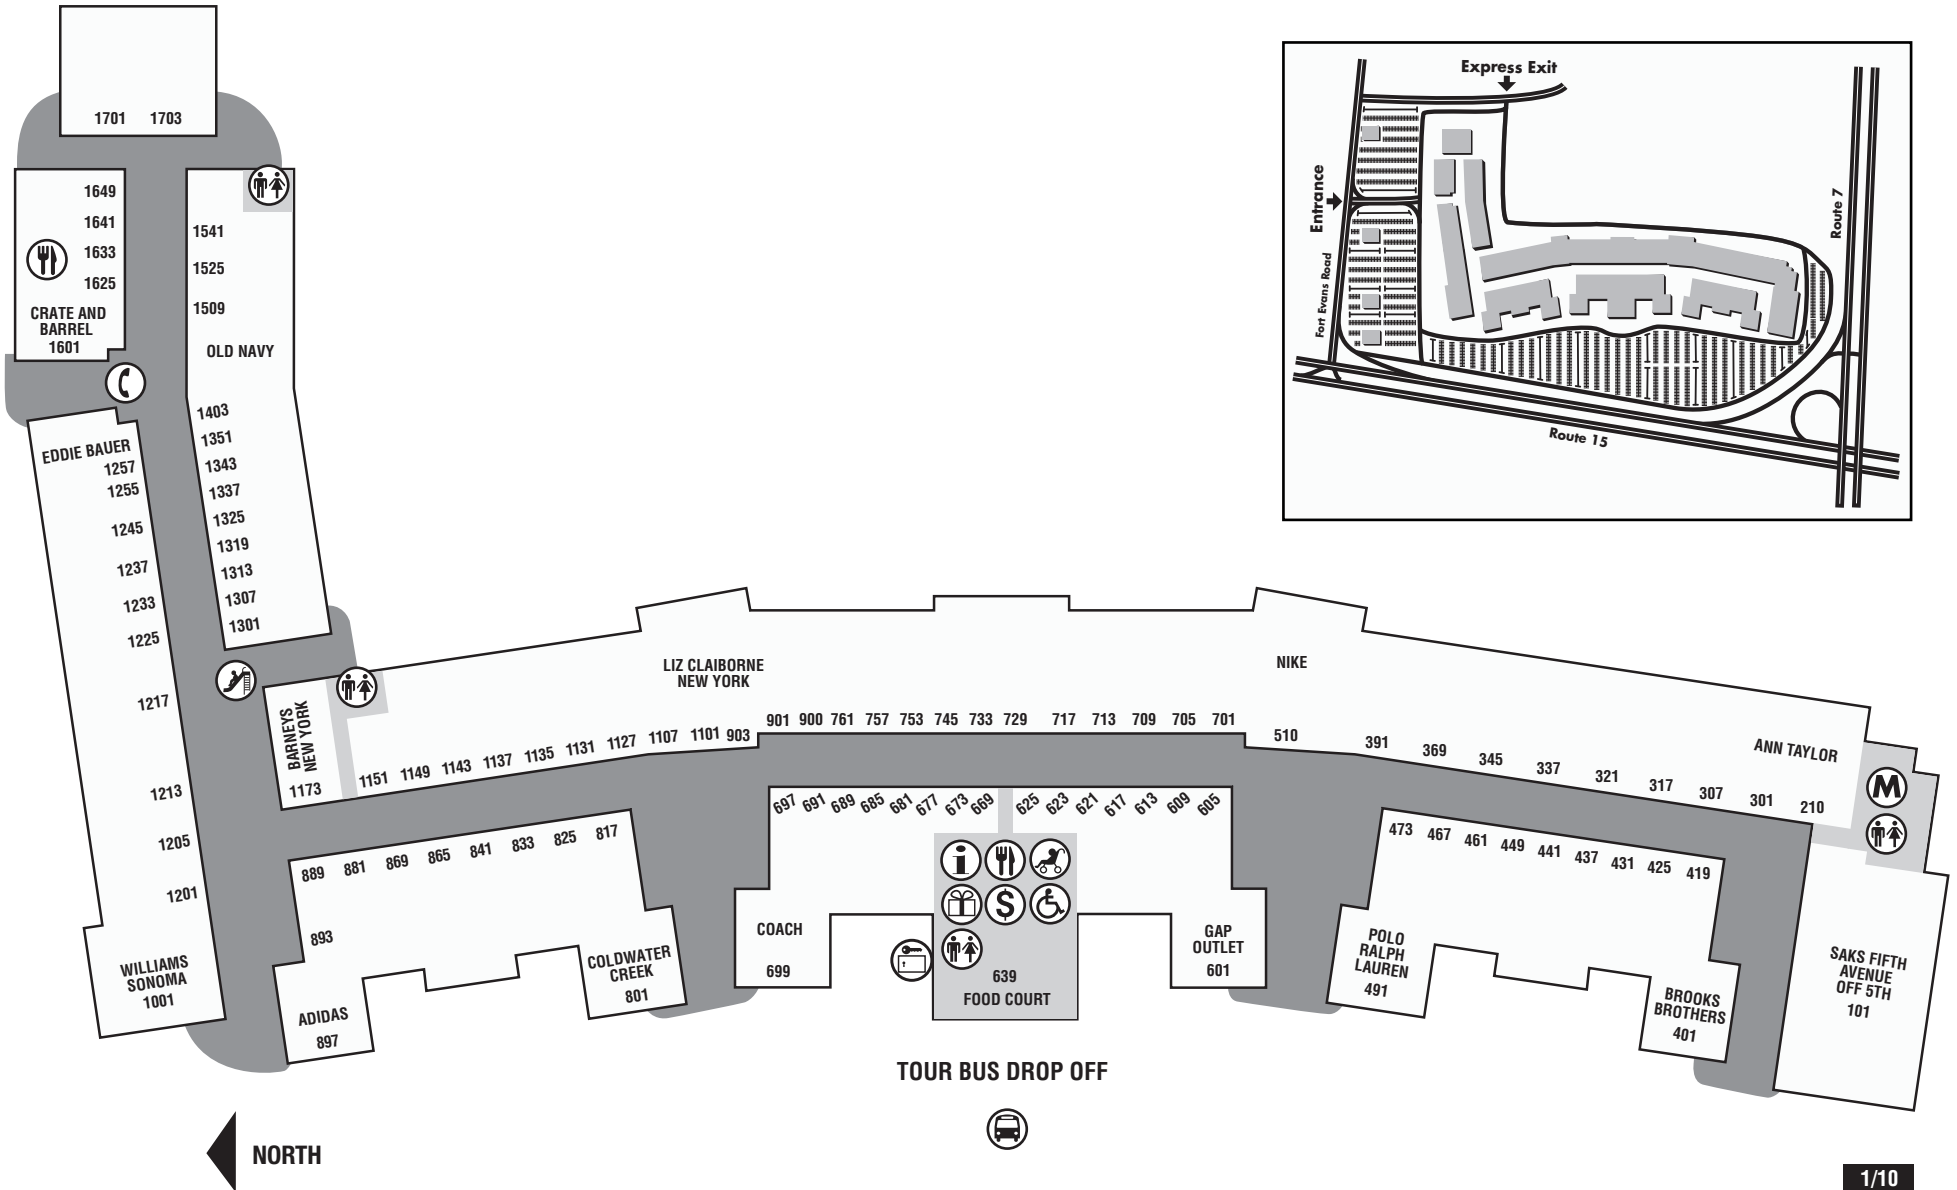 1701 1703
1649
1641
1633
1625
CRATE AND
BARREL
1601
1541
1525
1509
OLD NAVY
1403
1351
1343
1337
1325
1319
1313
1307
1301
EDDIE BAUER
1257
1255
1245
1237
1233
1225
1217
1213
1205
1201
WILLIAMS
SONOMA
1001
BARNEYS
NEW YORK
1173
1151 1149 1143 1137 1135 1131 1127 1107 1101 903
LIZ CLAIBORNE
NEW YORK
901 900 761 757 753 745 733 729 717 713 709 705 701
NIKE
510 391 369 345 337 321 317 307 301 210
ANN TAYLOR
M
889 881 869 865 841 833 825 817
893
ADIDAS
897
COLDWATER
CREEK
801
697 691 689 685 681 677 673 669 625 623 621 617 613 609 605
COACH
699
i
$
639
FOOD COURT
GAP
OUTLET
601
473 467 461 449 441 437 431 425 419
POLO
RALPH
LAUREN
491
BROOKS
BROTHERS
401
SAKS FIFTH
AVENUE
OFF 5TH
101
TOUR BUS DROP OFF
NORTH
Express Exit
Entrance
Fort Evans Road
Route 7
Route 15
1/10